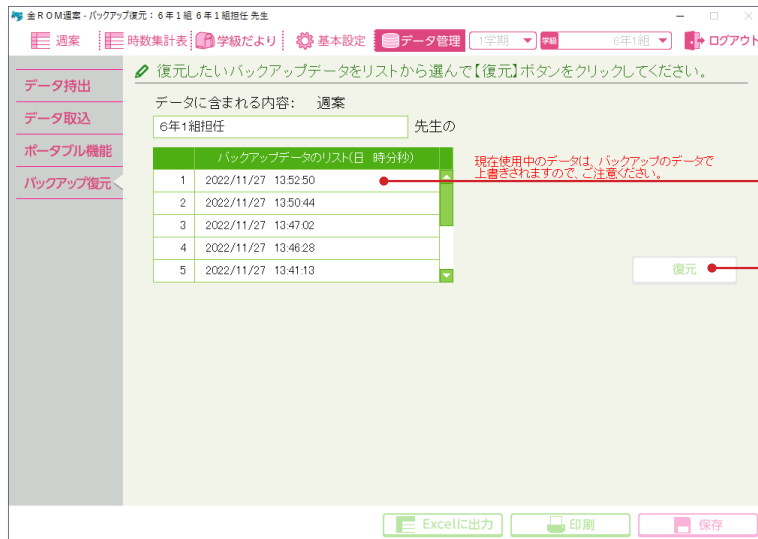 金ROM週案 - バックアップ復元 : 6年1組 6年1組担任 先生
週案 時数集計表 学級だより 基本設定 データ管理 1学期 学級 6年1組 ログアウト
データ持出
データ取込
ポータブル機能
バックアップ復元
復元したいバックアップデータをリストから選んで【復元】ボタンをクリックしてください。
データに含まれる内容: 週案
6年1組担任 先生の
バックアップデータのリスト(日 時分秒)
1 2022/11/27 13:52:50
2 2022/11/27 13:50:44
3 2022/11/27 13:47:02
4 2022/11/27 13:46:28
5 2022/11/27 13:41:13
現在使用中のデータは、バックアップのデータで
上書きされますので、ご注意ください。
復元
Excelに出力 印刷 保存